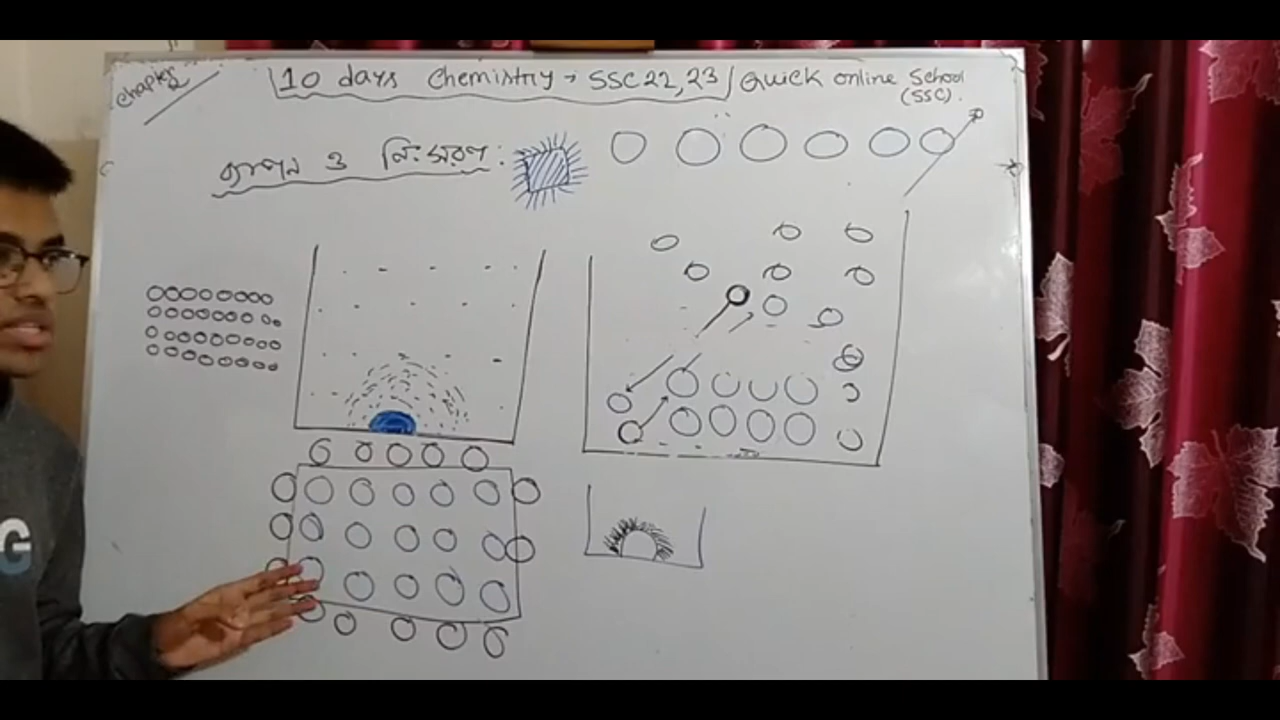 Chapter 2
10 days Chemistry → SSC 22, 23 / Quick online School (SSC).
ব্যাপন ও নিঃসরণ :
G